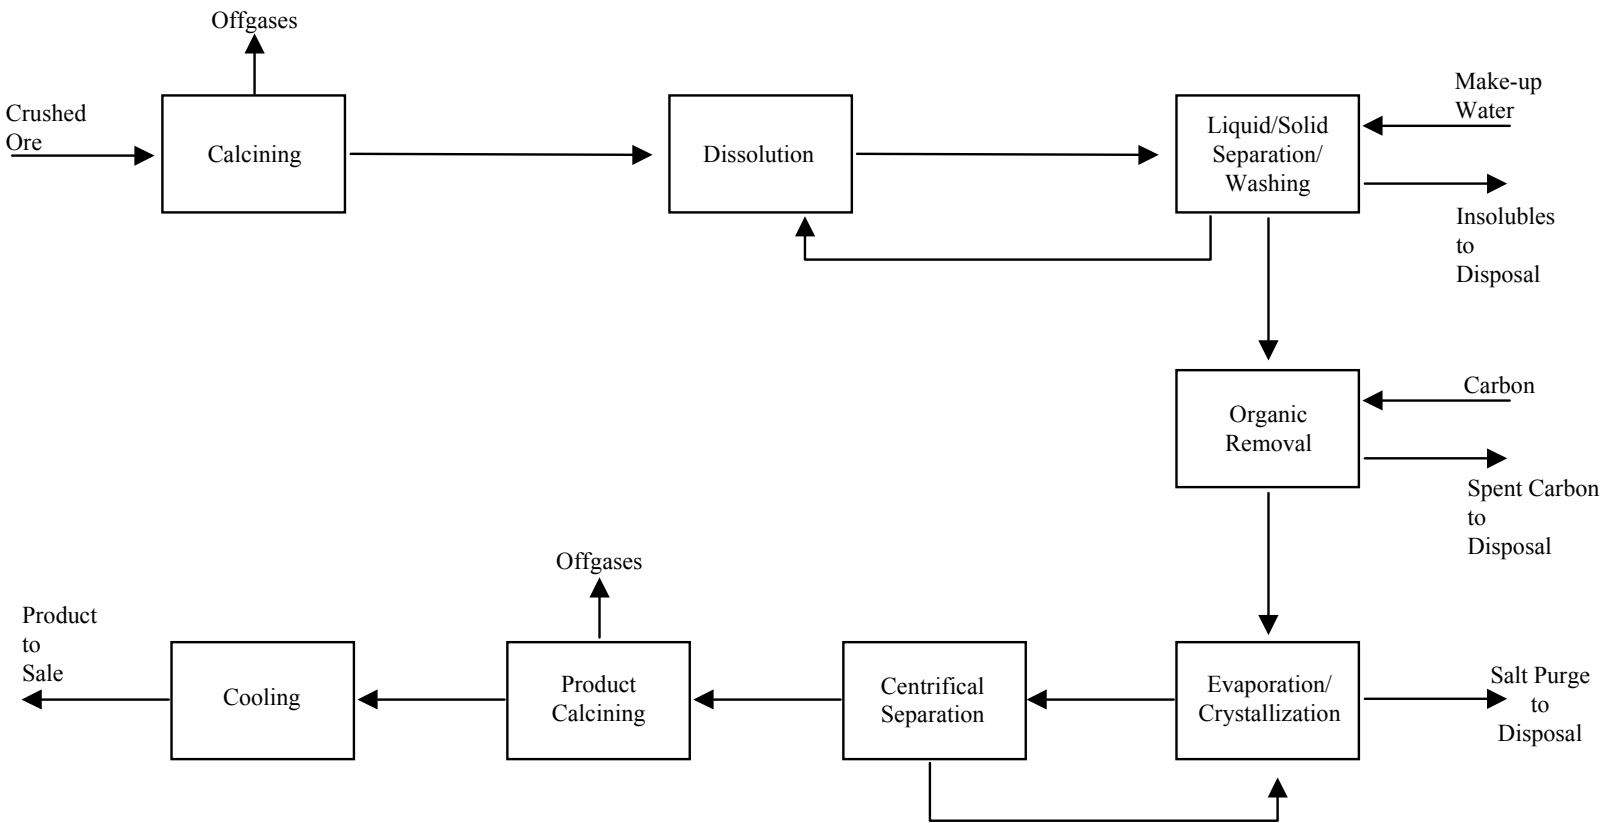 Offgases
Crushed
Ore
Calcining
Dissolution
Liquid/Solid
Separation/
Washing
Make-up
Water
Insolubles
to
Disposal
Organic
Removal
Carbon
Spent Carbon
to
Disposal
Evaporation/
Crystallization
Salt Purge
to
Disposal
Centrifical
Separation
Offgases
Product
Calcining
Cooling
Product
to
Sale